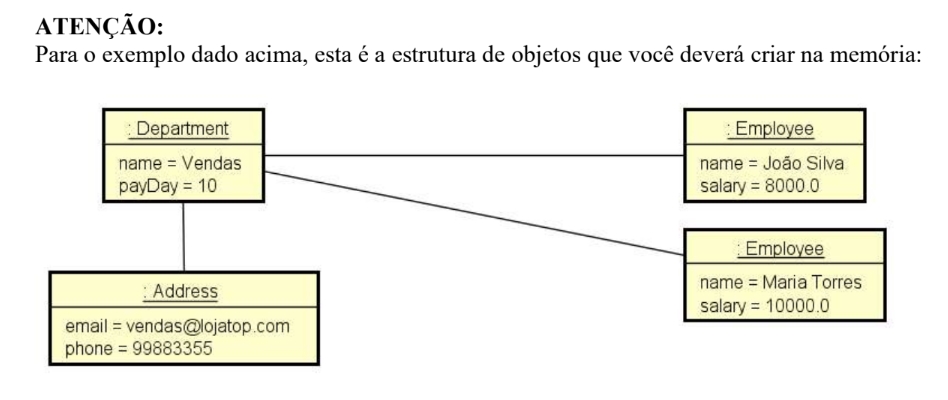 ATENÇÃO:
Para o exemplo dado acima, esta é a estrutura de objetos que você deverá criar na memória:
: Department
name = Vendas
payDay = 10
: Employee
name = João Silva
salary = 8000.0
: Employee
name = Maria Torres
salary = 10000.0
: Address
email = vendas@lojatop.com
phone = 99883355